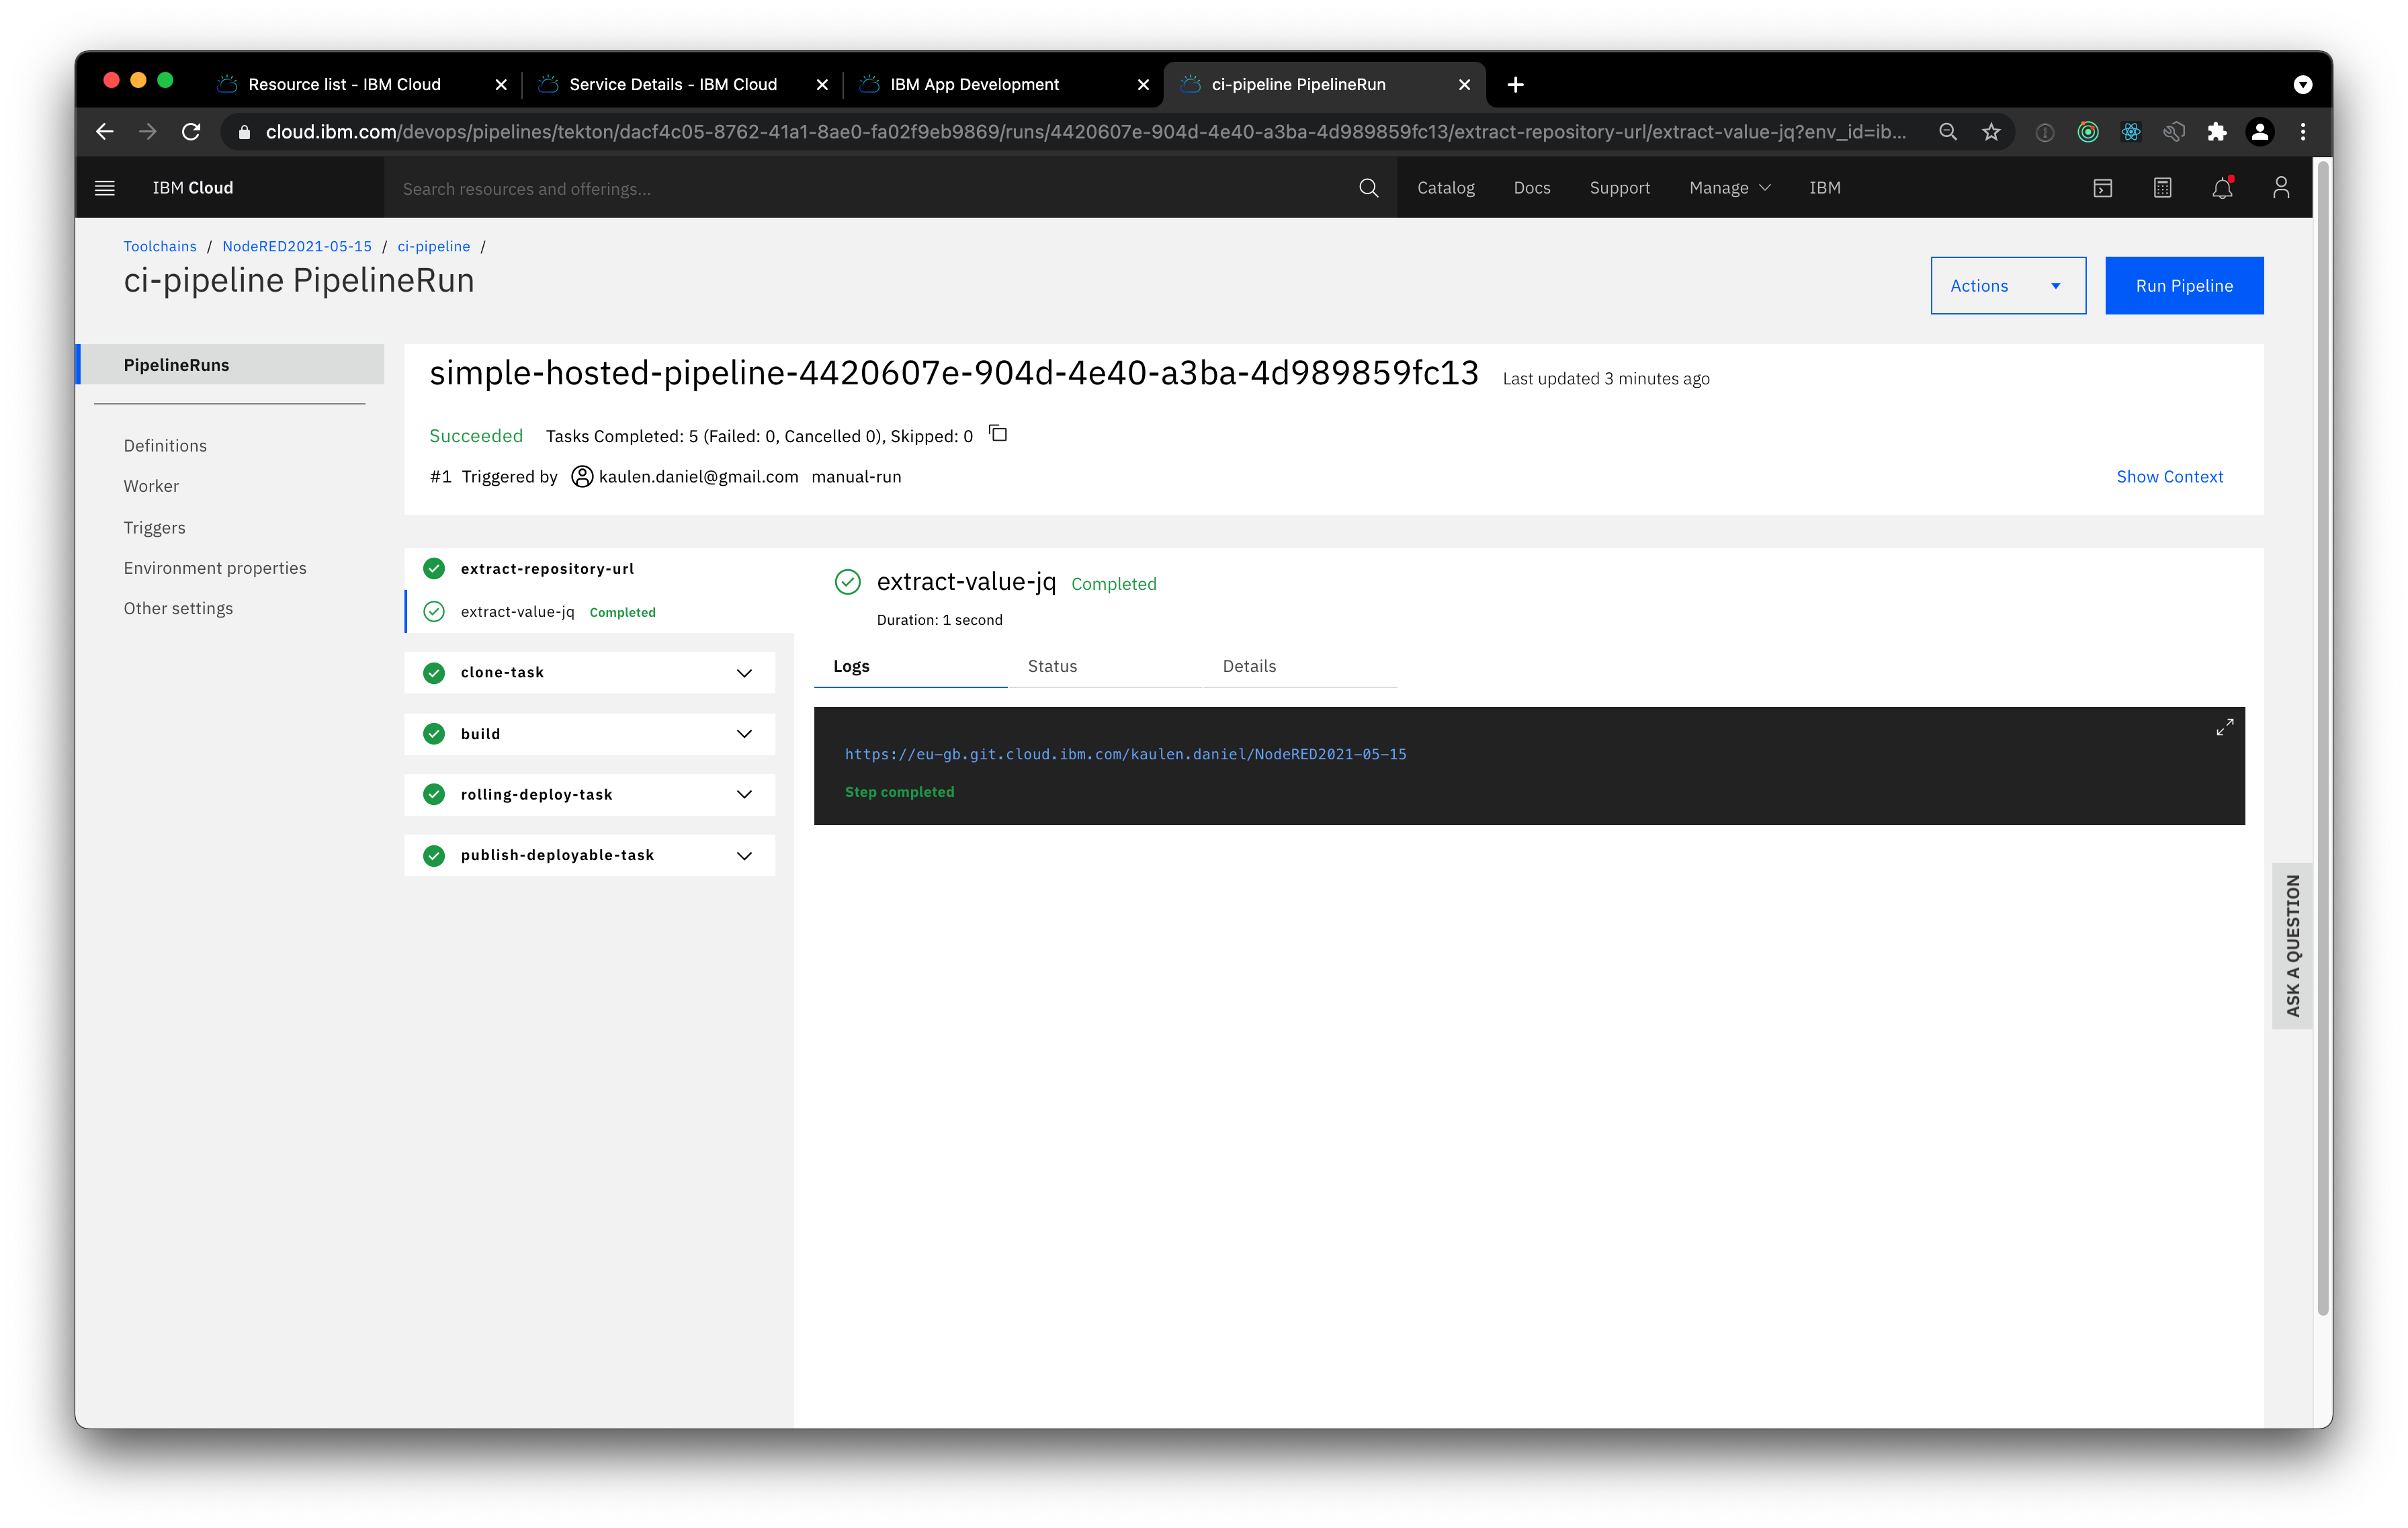 Resource list - IBM Cloud
Service Details - IBM Cloud
IBM App Development
ci-pipeline PipelineRun
cloud.ibm.com/devops/pipelines/tekton/dacf4c05-8762-41a1-8ae0-fa02f9eb9869/runs/4420607e-904d-4e40-a3ba-4d989859fc13/extract-repository-url/extract-value-jq?env_id=ib...
IBM Cloud
Search resources and offerings...
Catalog
Docs
Support
Manage
IBM
Toolchains / NodeRED2021-05-15 / ci-pipeline /
ci-pipeline PipelineRun
Actions
Run Pipeline
PipelineRuns
Definitions
Worker
Triggers
Environment properties
Other settings
simple-hosted-pipeline-4420607e-904d-4e40-a3ba-4d989859fc13 Last updated 3 minutes ago
Succeeded Tasks Completed: 5 (Failed: 0, Cancelled 0), Skipped: 0
#1 Triggered by kaulen.daniel@gmail.com manual-run
Show Context
extract-repository-url
extract-value-jq Completed
clone-task
build
rolling-deploy-task
publish-deployable-task
extract-value-jq Completed
Duration: 1 second
Logs
Status
Details
https://eu-gb.git.cloud.ibm.com/kaulen.daniel/NodeRED2021-05-15
Step completed
ASK A QUESTION